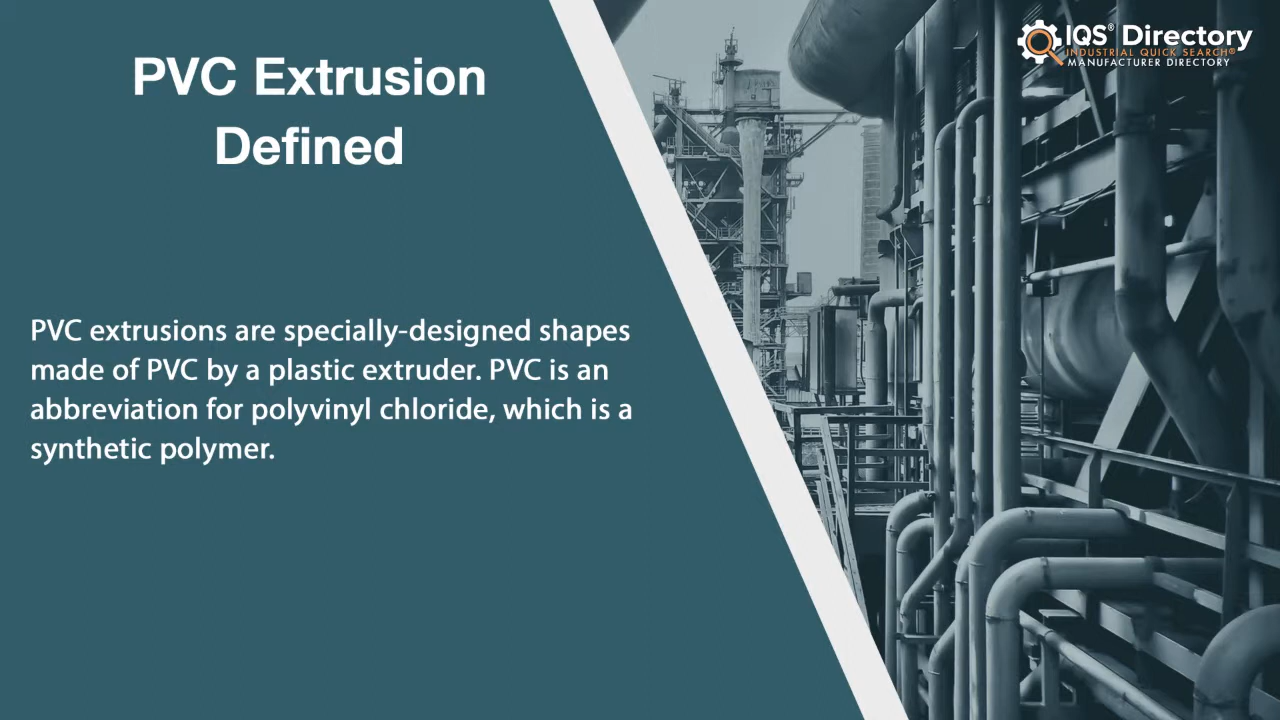 PVC Extrusion
Defined
IQS® Directory
INDUSTRIAL QUICK SEARCH®
MANUFACTURER DIRECTORY
PVC extrusions are specially-designed shapes
made of PVC by a plastic extruder. PVC is an
abbreviation for polyvinyl chloride, which is a
synthetic polymer.